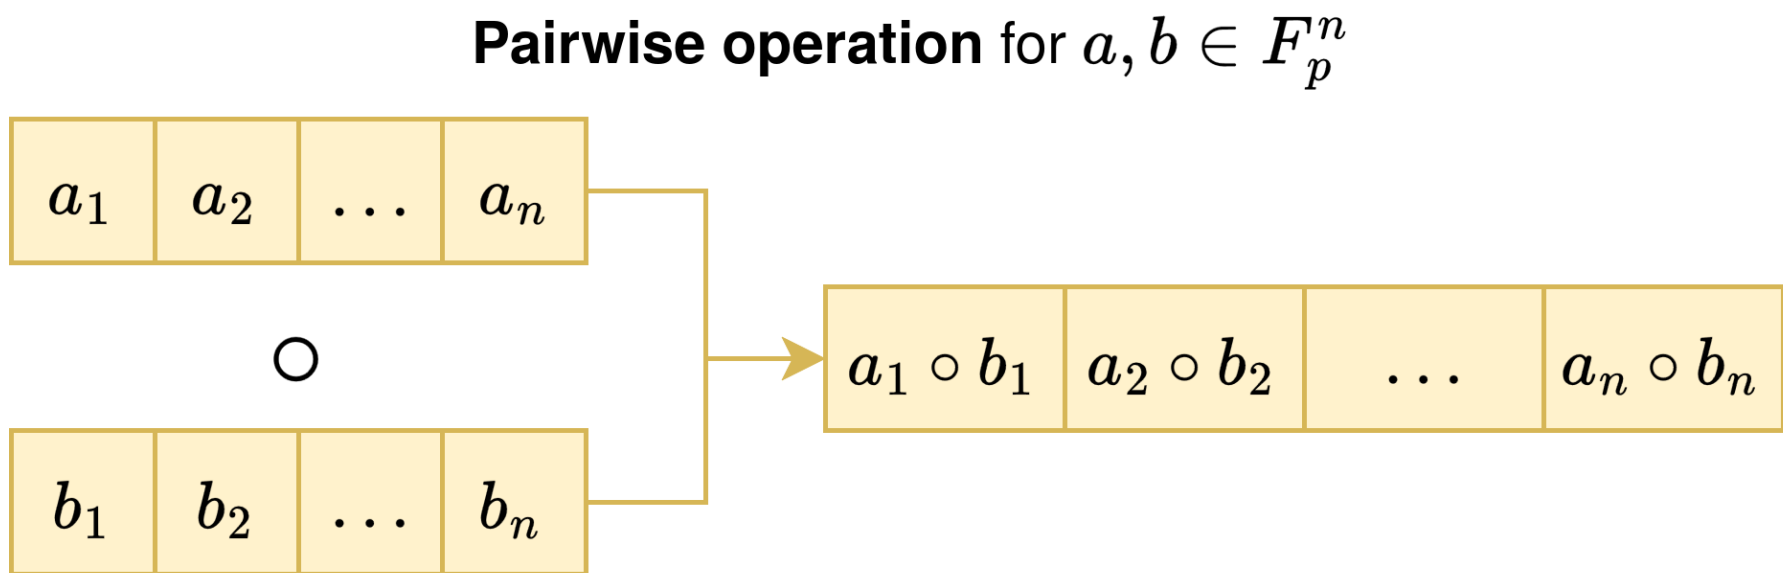 Pairwise operation for a, b ∈ F_p^n
a_1 a_2 ... a_n
○
a_1 ∘ b_1 a_2 ∘ b_2 ... a_n ∘ b_n
b_1 b_2 ... b_n